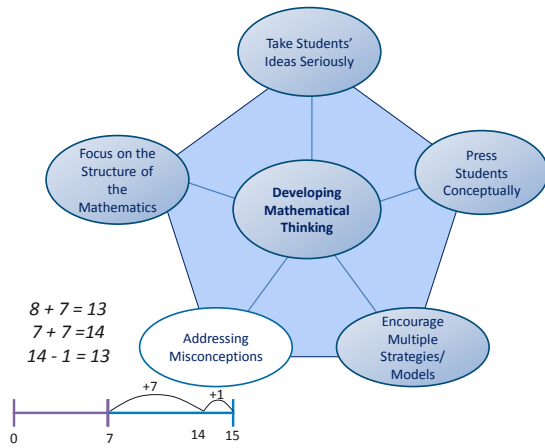 Take Students'
Ideas Seriously
Focus on the
Structure of
the
Mathematics
Press
Students
Conceptually
Developing
Mathematical
Thinking
8 + 7 = 13
7 + 7 =14
14 - 1 = 13
Addressing
Misconceptions
Encourage
Multiple
Strategies/
Models
+7
+1
0
7
14
15